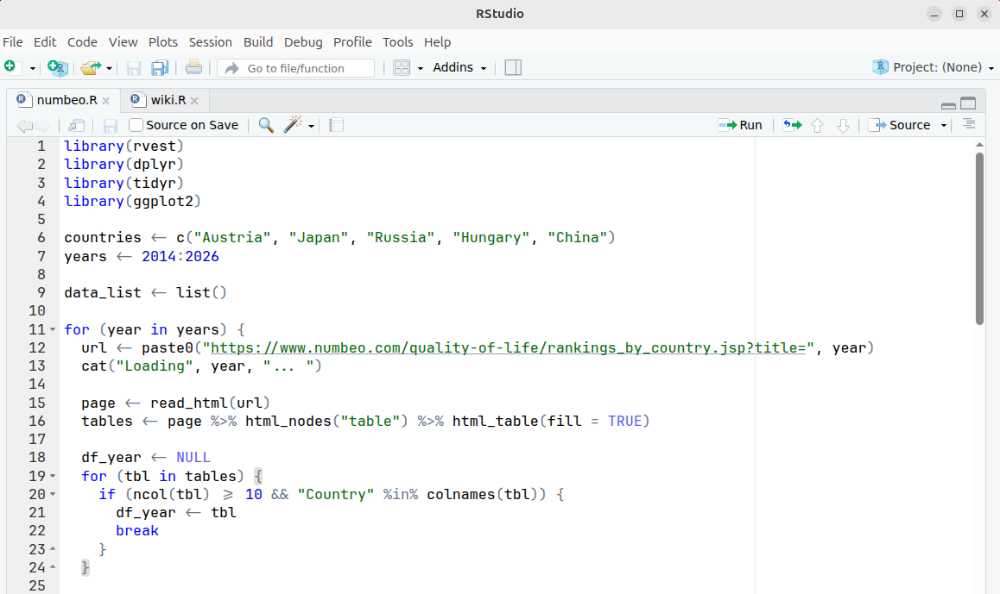 RStudio
File Edit Code View Plots Session Build Debug Profile Tools Help
Go to file/function Addins Project: (None)
numbeo.R wiki.R
Source on Save Run Source
1 library(rvest)
2 library(dplyr)
3 library(tidyr)
4 library(ggplot2)
5
6 countries <- c("Austria", "Japan", "Russia", "Hungary", "China")
7 years <- 2014:2026
8
9 data_list <- list()
10
11 for (year in years) {
12   url <- paste0("https://www.numbeo.com/quality-of-life/rankings_by_country.jsp?title=", year)
13   cat("Loading", year, "... ")
14
15   page <- read_html(url)
16   tables <- page %>% html_nodes("table") %>% html_table(fill = TRUE)
17
18   df_year <- NULL
19   for (tbl in tables) {
20     if (ncol(tbl) >= 10 && "Country" %in% colnames(tbl)) {
21       df_year <- tbl
22       break
23     }
24   }
25